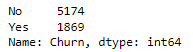 No     5174
Yes    1869
Name: Churn, dtype: int64